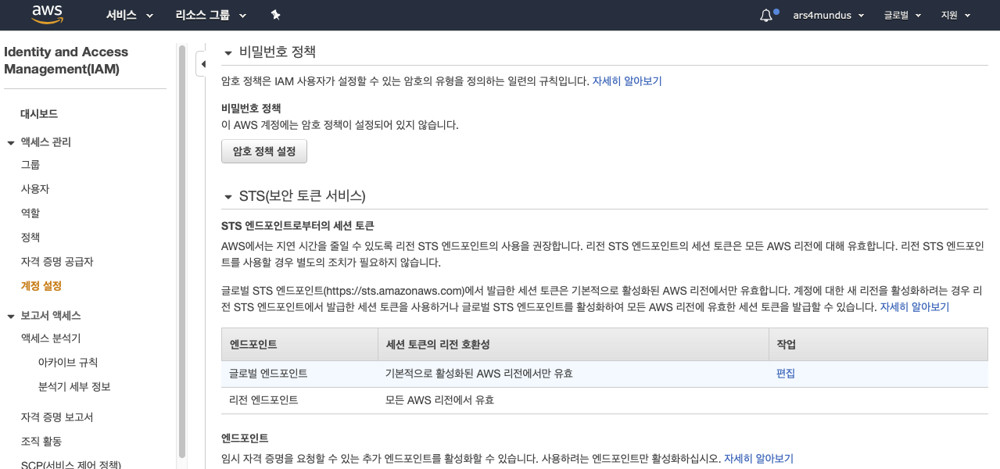 aws
서비스
리소스 그룹
ars4mundus
글로벌
지원
Identity and Access
Management(IAM)
대시보드
액세스 관리
그룹
사용자
역할
정책
자격 증명 공급자
계정 설정
보고서 액세스
액세스 분석기
아카이브 규칙
분석기 세부 정보
자격 증명 보고서
조직 활동
SCP(서비스 제어 정책)
비밀번호 정책
암호 정책은 IAM 사용자가 설정할 수 있는 암호의 유형을 정의하는 일련의 규칙입니다. 자세히 알아보기
비밀번호 정책
이 AWS 계정에는 암호 정책이 설정되어 있지 않습니다.
암호 정책 설정
STS(보안 토큰 서비스)
STS 엔드포인트로부터의 세션 토큰
AWS에서는 지연 시간을 줄일 수 있도록 리전 STS 엔드포인트의 사용을 권장합니다. 리전 STS 엔드포인트의 세션 토큰은 모든 AWS 리전에 대해 유효합니다. 리전 STS 엔드포인
트를 사용할 경우 별도의 조치가 필요하지 않습니다.
글로벌 STS 엔드포인트(https://sts.amazonaws.com)에서 발급한 세션 토큰은 기본적으로 활성화된 AWS 리전에서만 유효합니다. 계정에 대한 새 리전을 활성화하려는 경우 리
전 STS 엔드포인트에서 발급한 세션 토큰을 사용하거나 글로벌 STS 엔드포인트를 활성화하여 모든 AWS 리전에 유효한 세션 토큰을 발급할 수 있습니다. 자세히 알아보기
엔드포인트 세션 토큰의 리전 호환성 작업
글로벌 엔드포인트 기본적으로 활성화된 AWS 리전에서만 유효 편집
리전 엔드포인트 모든 AWS 리전에서 유효
엔드포인트
임시 자격 증명을 요청할 수 있는 추가 엔드포인트를 활성화할 수 있습니다. 사용하려는 엔드포인트만 활성화하십시오. 자세히 알아보기